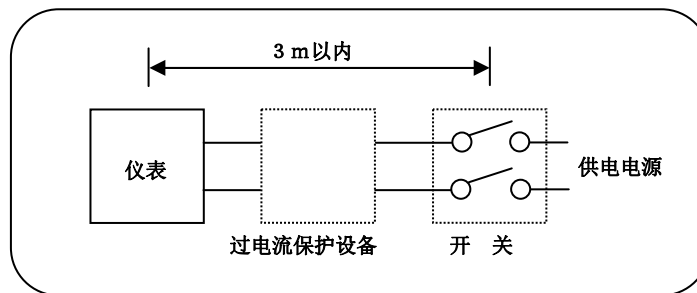 3 m以内
仪表
供电电源
过电流保护设备
开 关